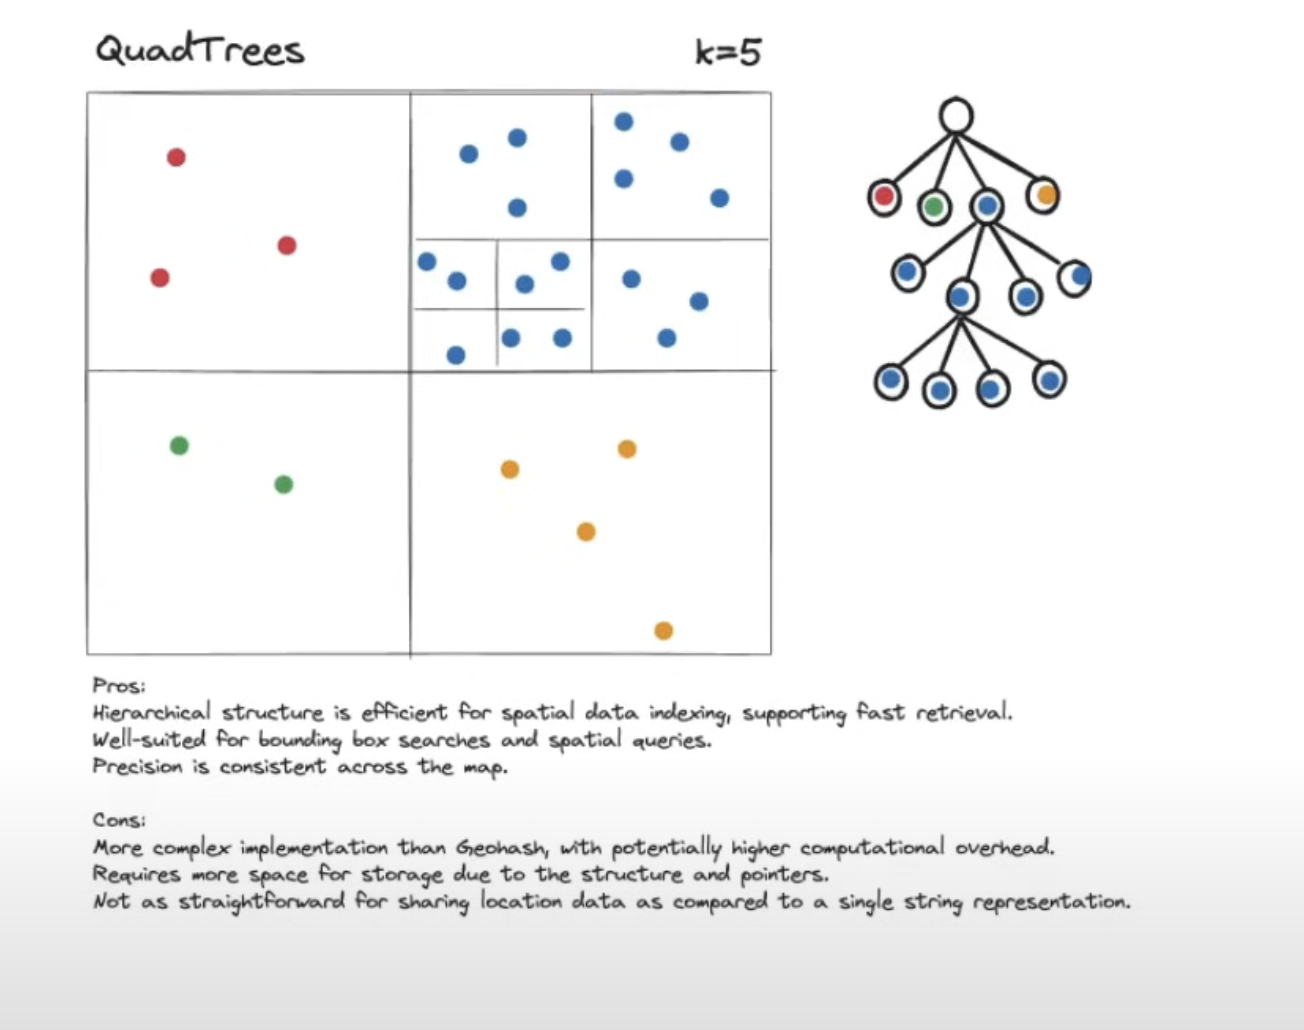 QuadTrees
k=5
Pros:
Hierarchical structure is efficient for spatial data indexing, supporting fast retrieval.
Well-suited for bounding box searches and spatial queries.
Precision is consistent across the map.
Cons:
More complex implementation than Geohash, with potentially higher computational overhead.
Requires more space for storage due to the structure and pointers.
Not as straightforward for sharing location data as compared to a single string representation.